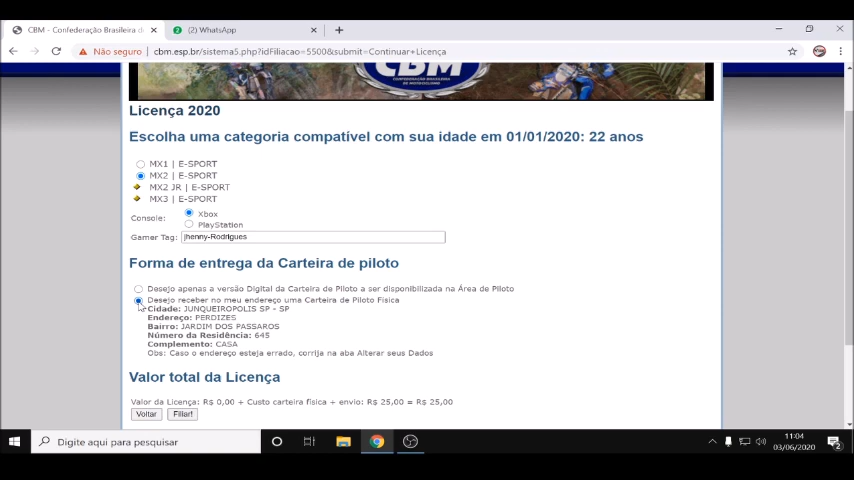 CBM - Confederação Brasileira de
(2) WhatsApp
Não seguro
cbm.esp.br/sistema5.php?idFiliacao=5500&submit=Continuar+Licença
CBM
CONFEDERAÇÃO BRASILEIRA
DE MOTOCICLISMO
Licença 2020
Escolha uma categoria compatível com sua idade em 01/01/2020: 22 anos
MX1 | E-SPORT
MX2 | E-SPORT
MX2 JR | E-SPORT
MX3 | E-SPORT
Console:
Xbox
PlayStation
Gamer Tag: jhenny-Rodrigues
Forma de entrega da Carteira de piloto
Desejo apenas a versão Digital da Carteira de Piloto a ser disponibilizada na Área de Piloto
Desejo receber no meu endereço uma Carteira de Piloto Física
Cidade: JUNQUEIROPOLIS SP - SP
Endereço: PERDIZES
Bairro: JARDIM DOS PASSAROS
Número da Residência: 645
Complemento: CASA
Obs: Caso o endereço esteja errado, corrija na aba Alterar seus Dados
Valor total da Licença
Valor da Licença: R$ 0,00 + Custo carteira física + envio: R$ 25,00 = R$ 25,00
Voltar Filiar!
Digite aqui para pesquisar
11:04
03/06/2020
2